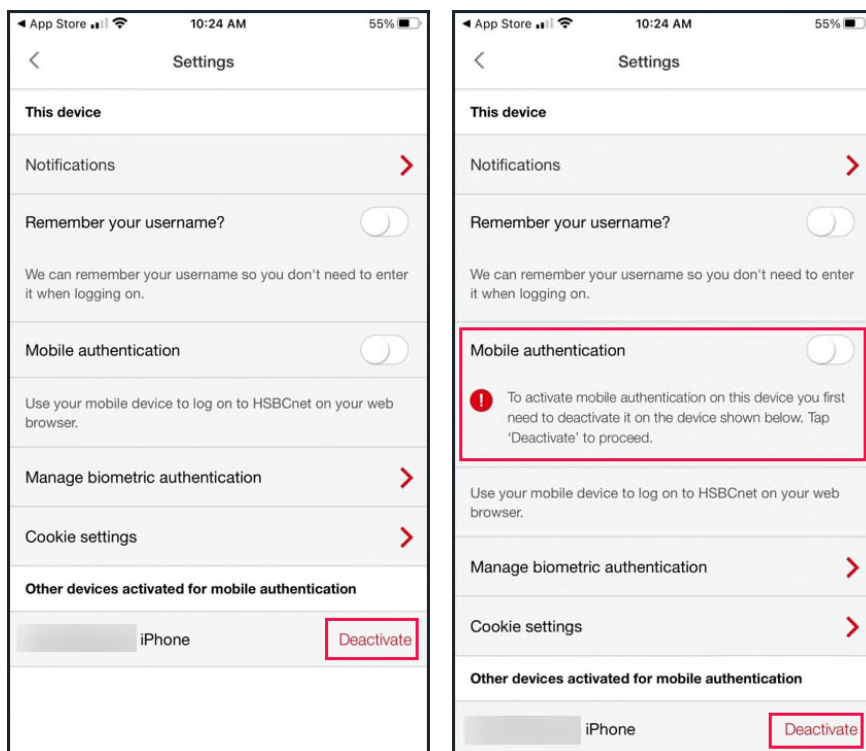 App Store 10:24 AM 55%
Settings
This device
Notifications
Remember your username?
We can remember your username so you don't need to enter
it when logging on.
Mobile authentication
Use your mobile device to log on to HSBCnet on your web
browser.
Manage biometric authentication
Cookie settings
Other devices activated for mobile authentication
iPhone Deactivate
App Store 10:24 AM 55%
Settings
This device
Notifications
Remember your username?
We can remember your username so you don't need to enter
it when logging on.
Mobile authentication
To activate mobile authentication on this device you first
need to deactivate it on the device shown below. Tap
'Deactivate' to proceed.
Use your mobile device to log on to HSBCnet on your web
browser.
Manage biometric authentication
Cookie settings
Other devices activated for mobile authentication
iPhone Deactivate